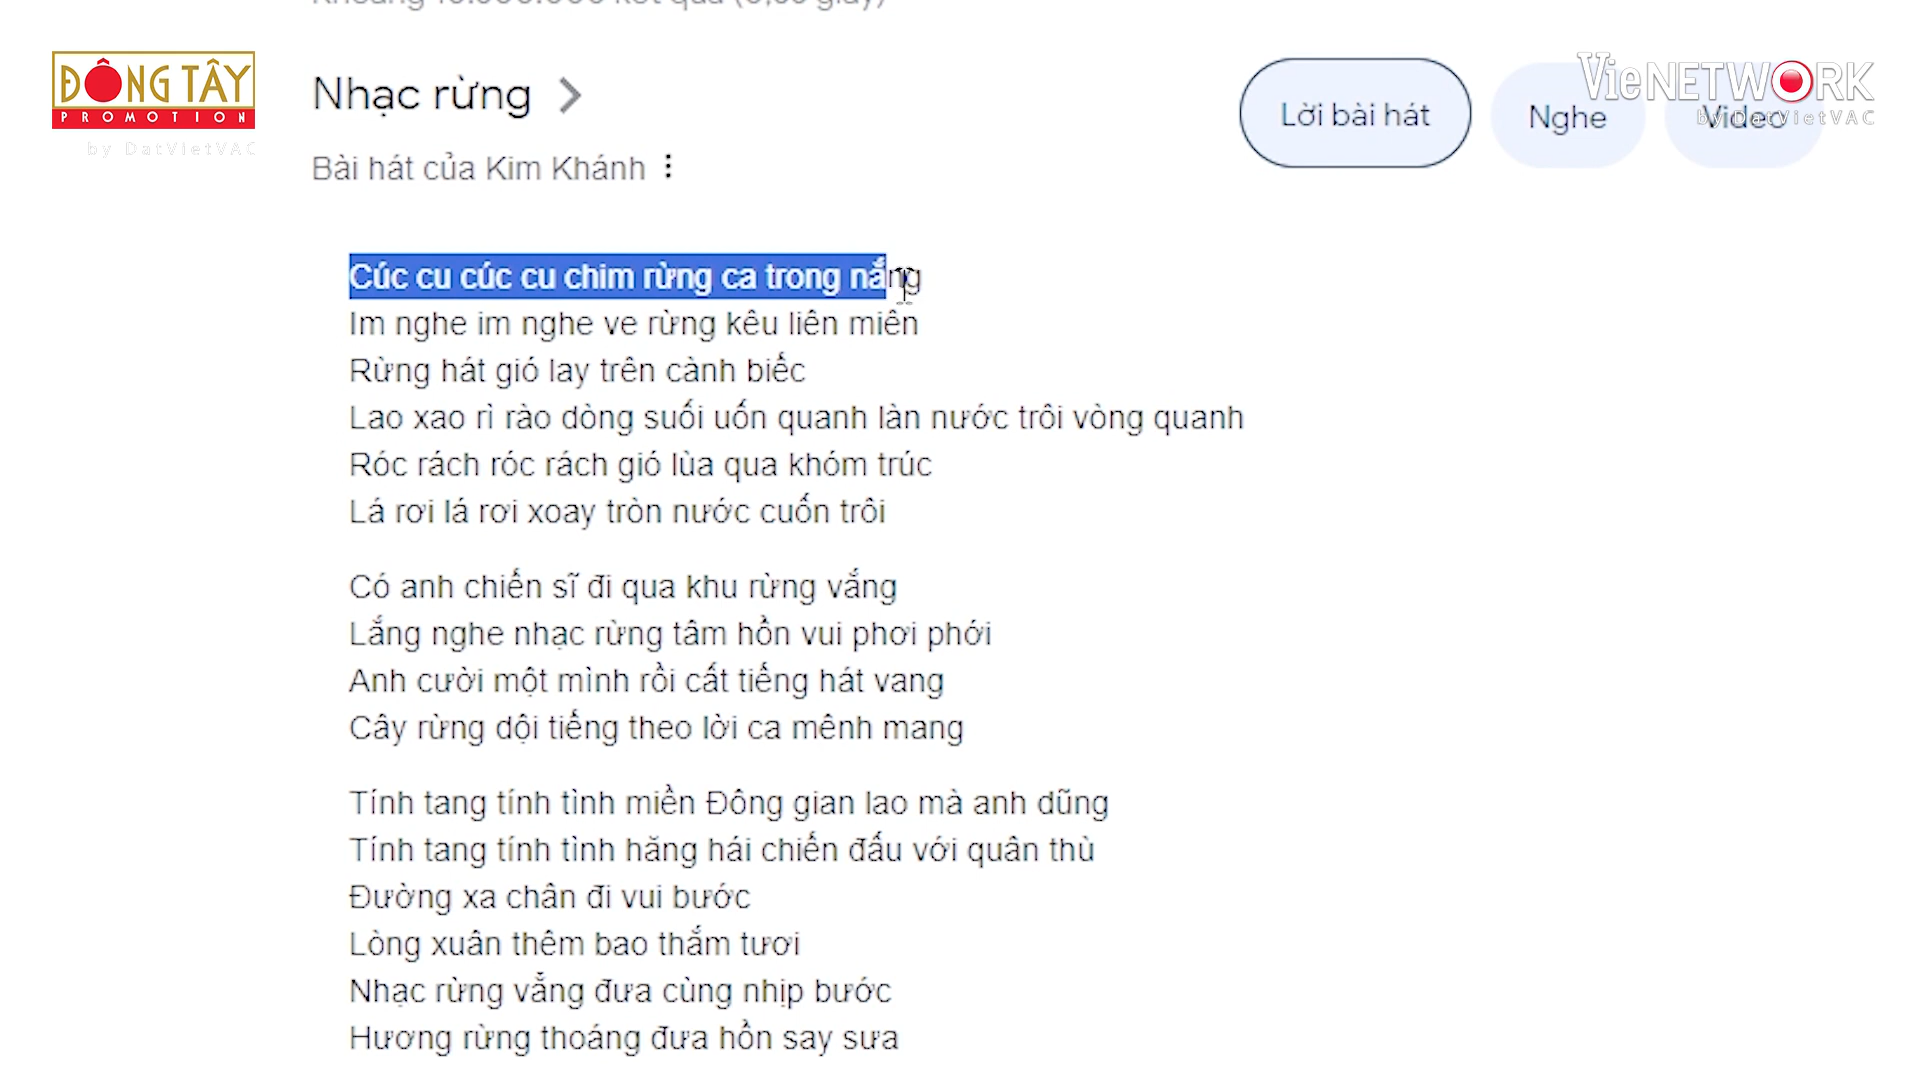 ĐÔNG TÂY
PROMOTION
by DatVietVAC
VieNETWORK
by DatVietVAC
Nhạc rừng
Bài hát của Kim Khánh
Lời bài hát
Nghe
Video
Cúc cu cúc cu chim rừng ca trong nắng
Im nghe im nghe ve rừng kêu liên miên
Rừng hát gió lay trên cành biếc
Lao xao rì rào dòng suối uốn quanh làn nước trôi vòng quanh
Róc rách róc rách gió lùa qua khóm trúc
Lá rơi lá rơi xoay tròn nước cuốn trôi
Có anh chiến sĩ đi qua khu rừng vắng
Lắng nghe nhạc rừng tâm hồn vui phơi phới
Anh cười một mình rồi cất tiếng hát vang
Cây rừng dội tiếng theo lời ca mênh mang
Tính tang tính tình miền Đông gian lao mà anh dũng
Tính tang tính tình hăng hái chiến đấu với quân thù
Đường xa chân đi vui bước
Lòng xuân thêm bao thắm tươi
Nhạc rừng vẳng đưa cùng nhịp bước
Hương rừng thoáng đưa hồn say sưa